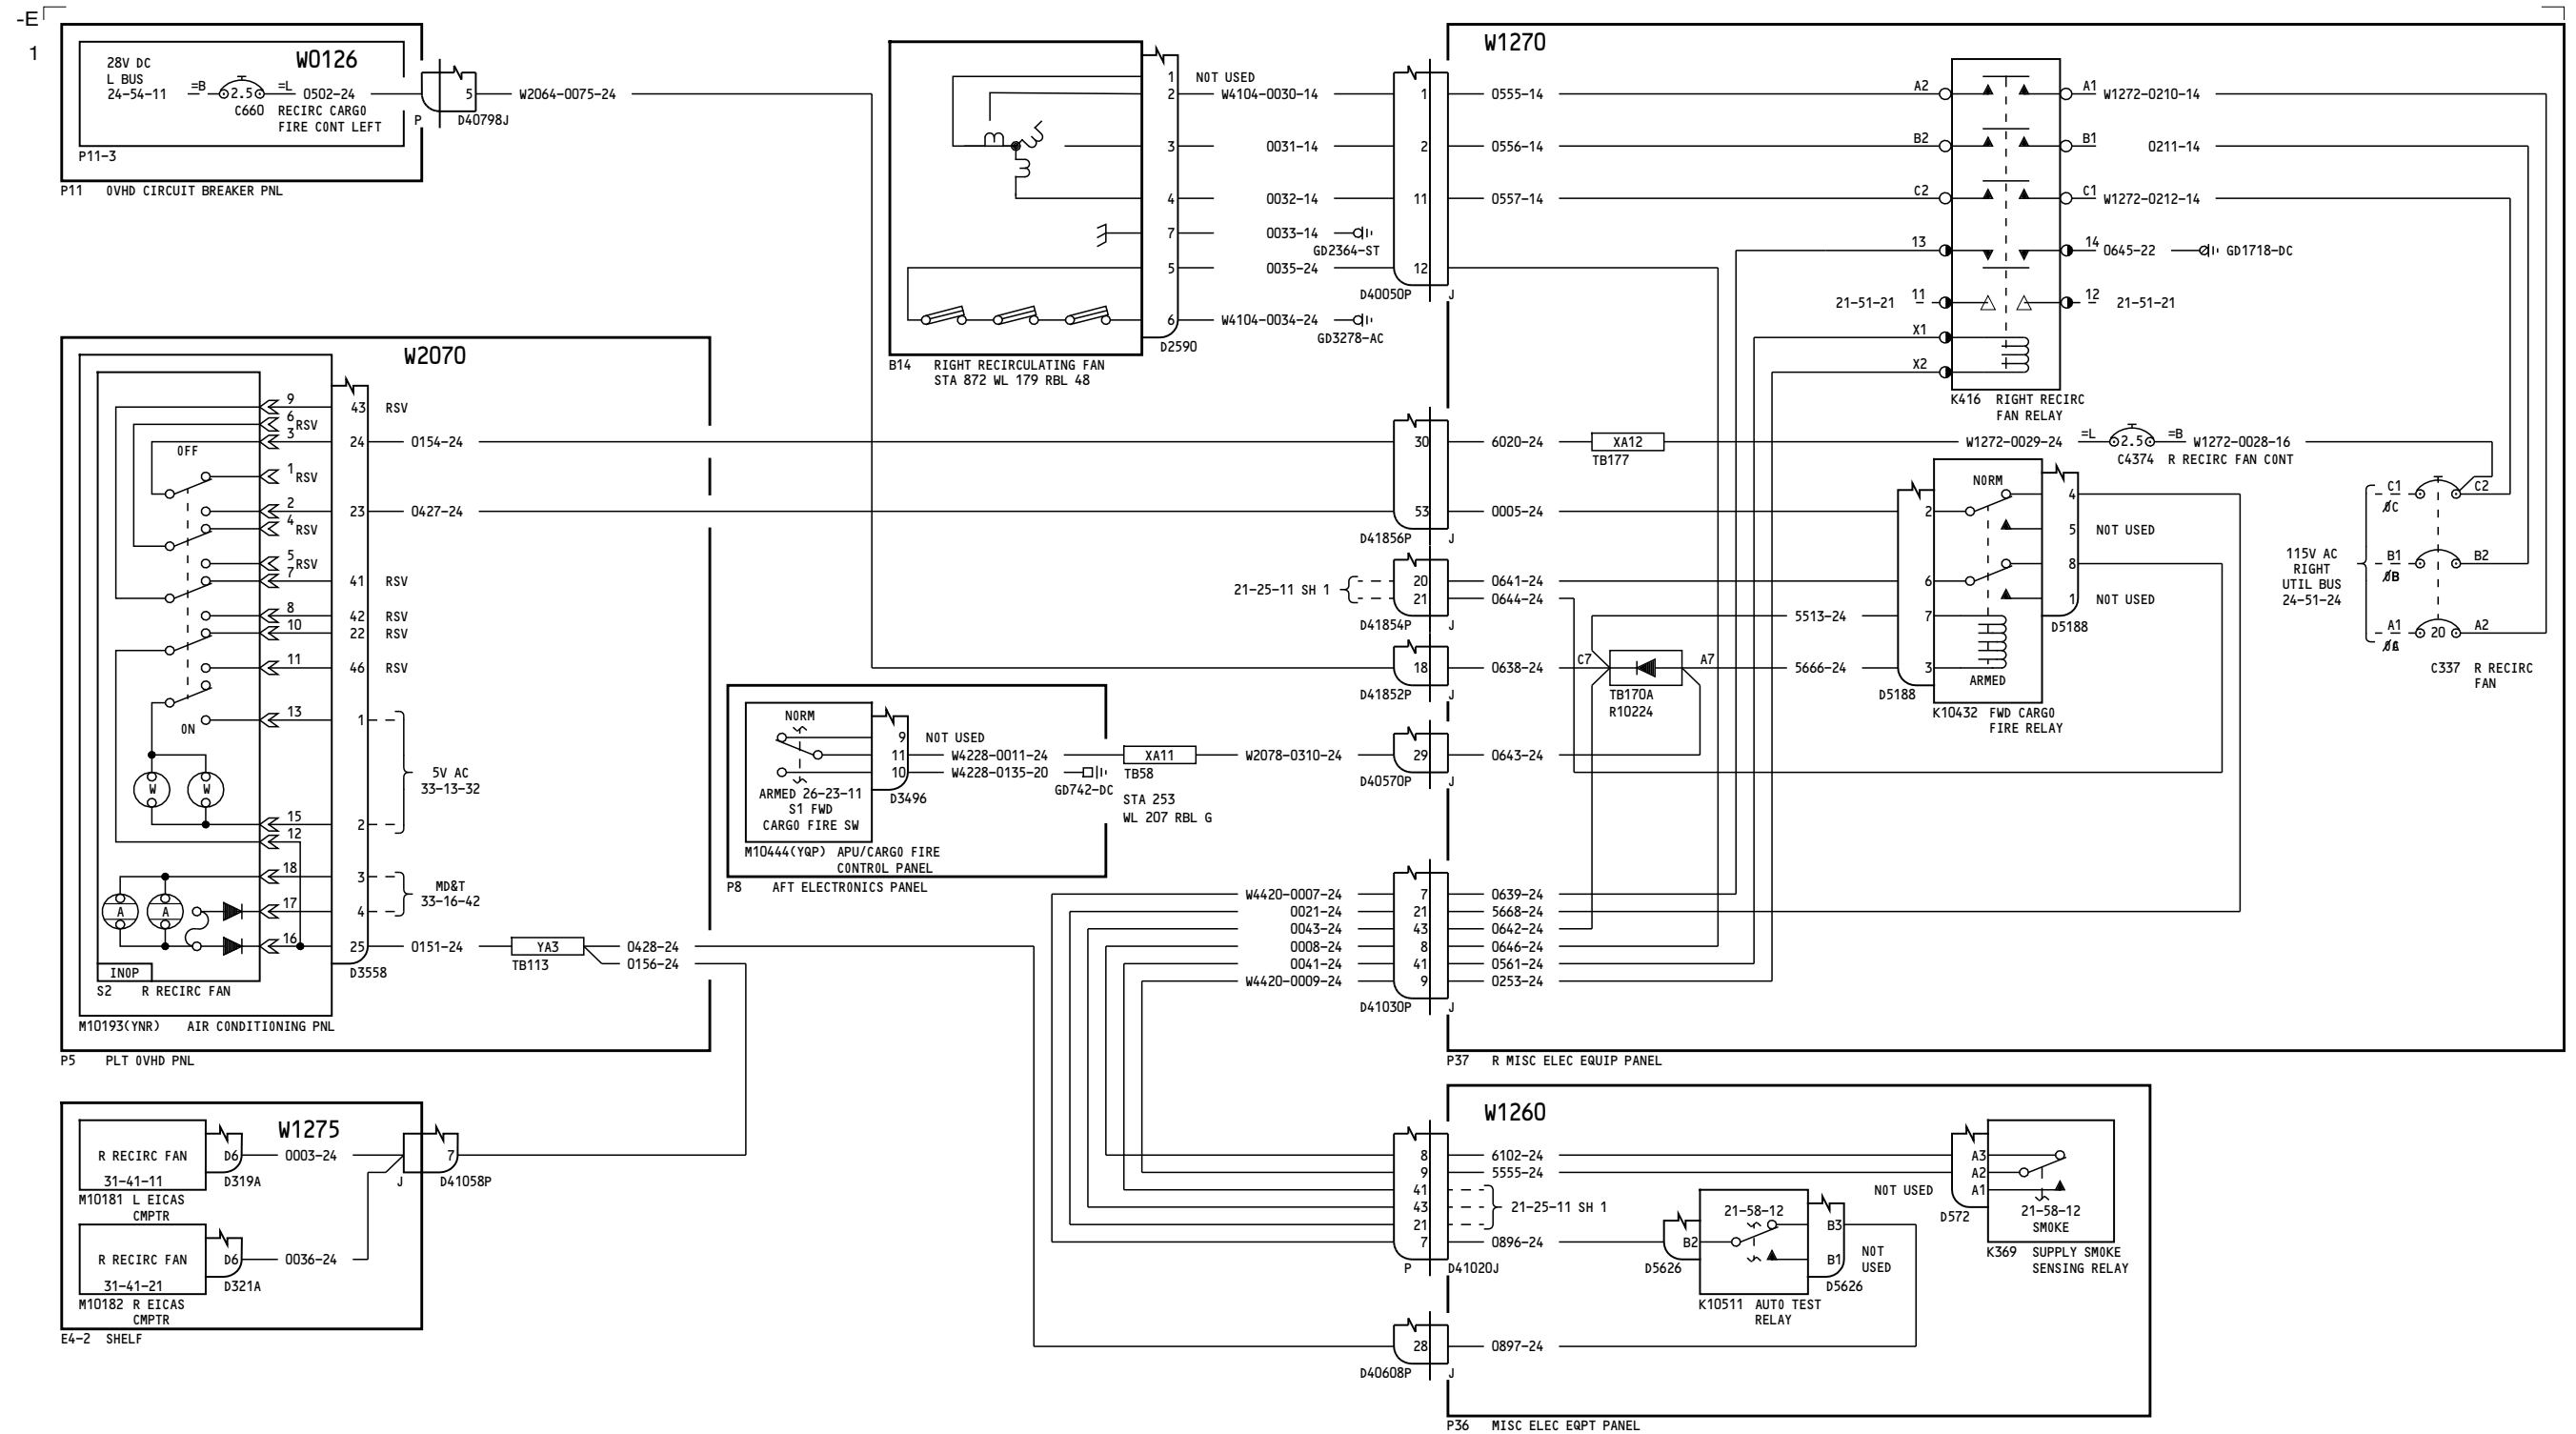 -E
1
W0126
28V DC
L BUS
24-54-11
=B
2.5
=L
0502-24
C660 RECIRC CARGO
FIRE CONT LEFT
P11-3
P11 OVHD CIRCUIT BREAKER PNL
5
P
D40798J
W2064-0075-24
W2070
9
6
RSV
3
OFF
1
RSV
2
4
RSV
5
RSV
7
8
10
11
13
ON
15
12
18
17
16
W
W
A
A
INOP
S2 R RECIRC FAN
43 RSV
24
0154-24
23
0427-24
41 RSV
42 RSV
22 RSV
46 RSV
1
5V AC
33-13-32
2
3
MD&T
33-16-42
4
25
0151-24
D3558
YA3
TB113
0428-24
0156-24
M10193(YNR) AIR CONDITIONING PNL
P5 PLT OVHD PNL
W1275
R RECIRC FAN
D6
0003-24
31-41-11
D319A
M10181 L EICAS
CMPTR
R RECIRC FAN
D6
0036-24
31-41-21
D321A
M10182 R EICAS
CMPTR
J
7
D41058P
E4-2 SHELF
1 NOT USED
2
W4104-0030-14
3
0031-14
4
0032-14
7
0033-14
GD2364-ST
5
0035-24
6
W4104-0034-24
GD3278-AC
D2590
B14 RIGHT RECIRCULATING FAN
STA 872 WL 179 RBL 48
NORM
9 NOT USED
11
W4228-0011-24
10
W4228-0135-20
GD742-DC
D3496
ARMED 26-23-11
S1 FWD
CARGO FIRE SW
M10444(YQP) APU/CARGO FIRE
CONTROL PANEL
P8 AFT ELECTRONICS PANEL
XA11
TB58
STA 253
WL 207 RBL G
W2078-0310-24
W1270
1
0555-14
2
0556-14
11
0557-14
12
D40050P J
30
6020-24
XA12
TB177
53
0005-24
D41856P J
21-25-11 SH 1
20
0641-24
21
0644-24
D41854P J
18
0638-24
D41852P J
29
0643-24
D40570P J
C7
A7
TB170A
R10224
5513-24
5666-24
W4420-0007-24
7
0639-24
0021-24
21
5668-24
0043-24
43
0642-24
0008-24
8
0646-24
0041-24
41
0561-24
W4420-0009-24
9
0253-24
D41030P J
A2
A1
W1272-0210-14
B2
B1
0211-14
C2
C1
W1272-0212-14
13
14
0645-22
GD1718-DC
21-51-21
11
12
21-51-21
X1
X2
K416 RIGHT RECIRC
FAN RELAY
W1272-0029-24
=L
2.5
=B
W1272-0028-16
C4374 R RECIRC FAN CONT
NORM
2
4
5 NOT USED
6
8
7
1 NOT USED
3
D5188
D5188
ARMED
K10432 FWD CARGO
FIRE RELAY
115V AC
RIGHT
UTIL BUS
24-51-24
C1
ØC
C2
B1
ØB
B2
A1
ØA
20
A2
C337 R RECIRC
FAN
P37 R MISC ELEC EQUIP PANEL
W1260
8
6102-24
9
5555-24
41
43
21-25-11 SH 1
21
7
0896-24
P
D41020J
28
0897-24
D40608P J
B2
D5626
21-58-12
B3
B1
NOT
USED
D5626
K10511 AUTO TEST
RELAY
A3
A2
NOT USED
A1
D572
21-58-12
SMOKE
K369 SUPPLY SMOKE
SENSING RELAY
P36 MISC ELEC EQPT PANEL